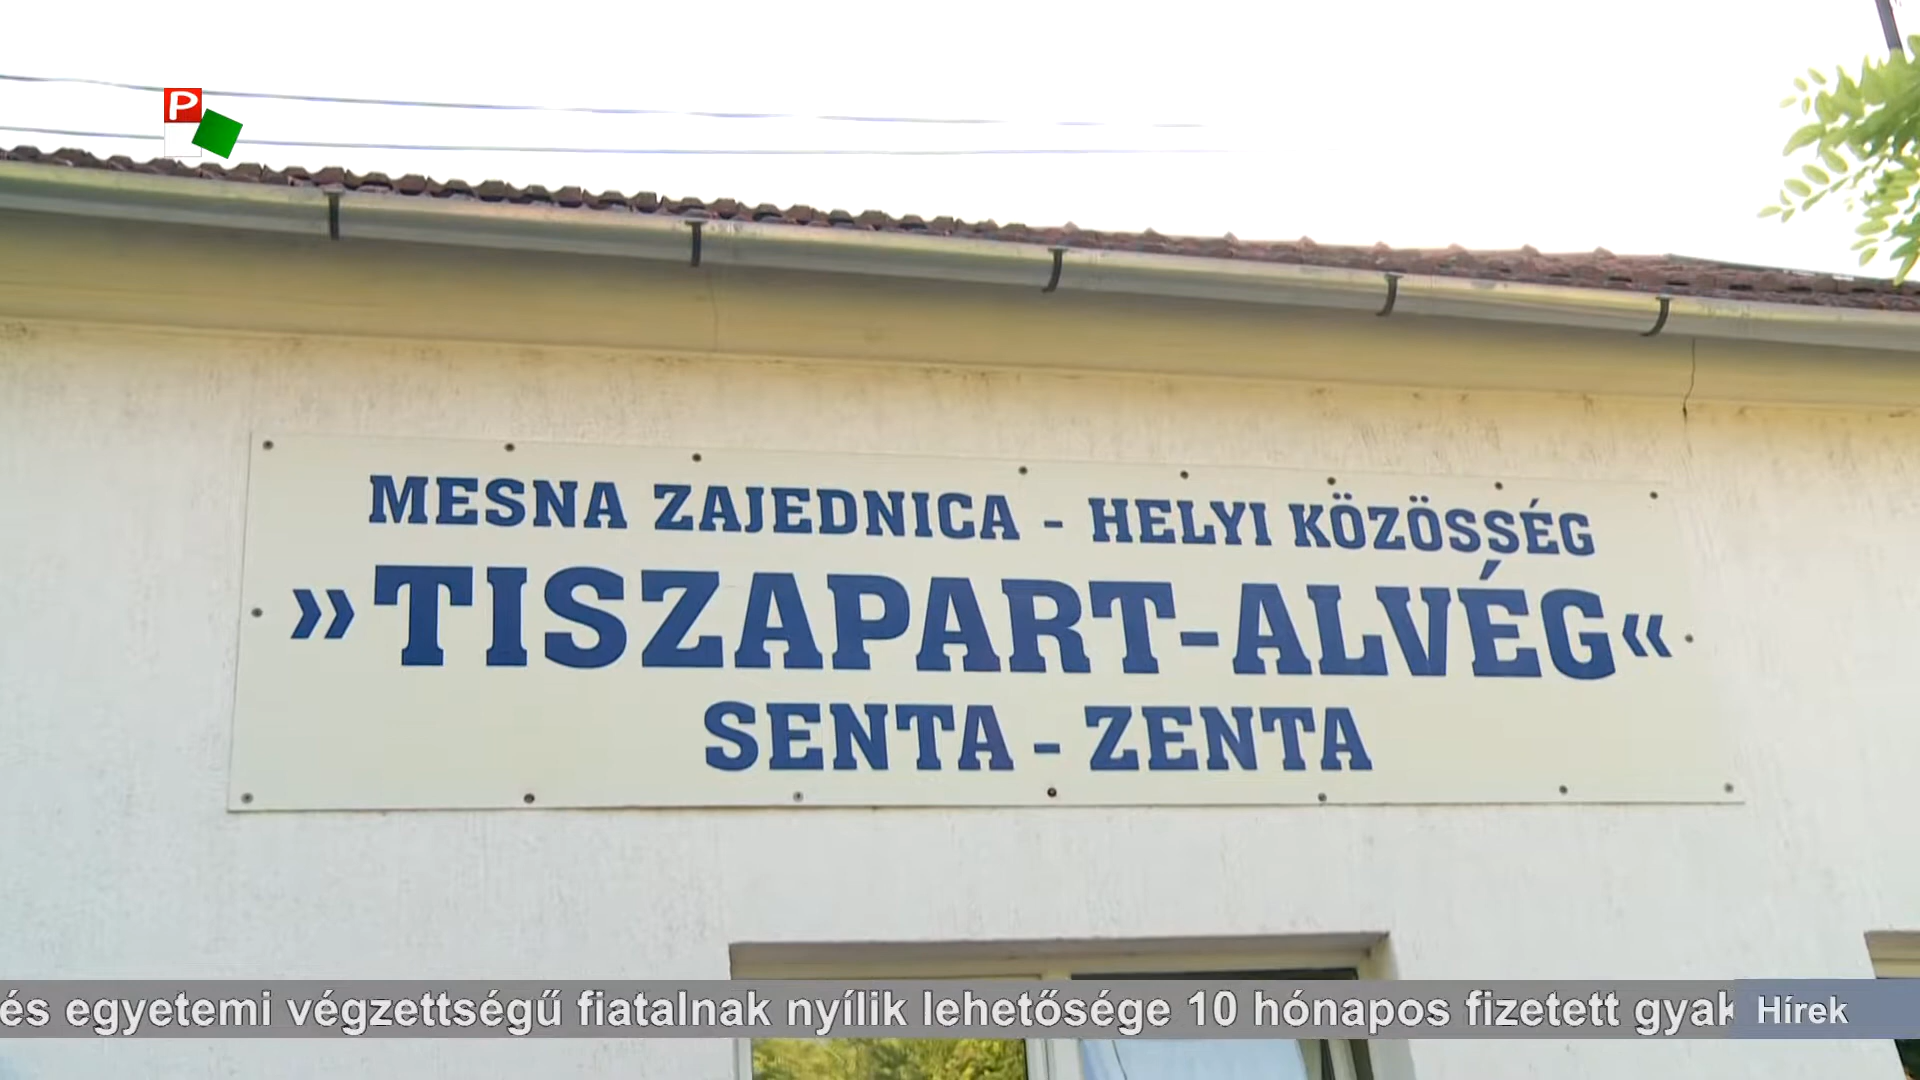 P
MESNA ZAJEDNICA - HELYI KÖZÖSSÉG
»TISZAPART-ALVÉG«
SENTA - ZENTA
és egyetemi végzettségű fiatalnak nyílik lehetősége 10 hónapos fizetett gyak
Hírek